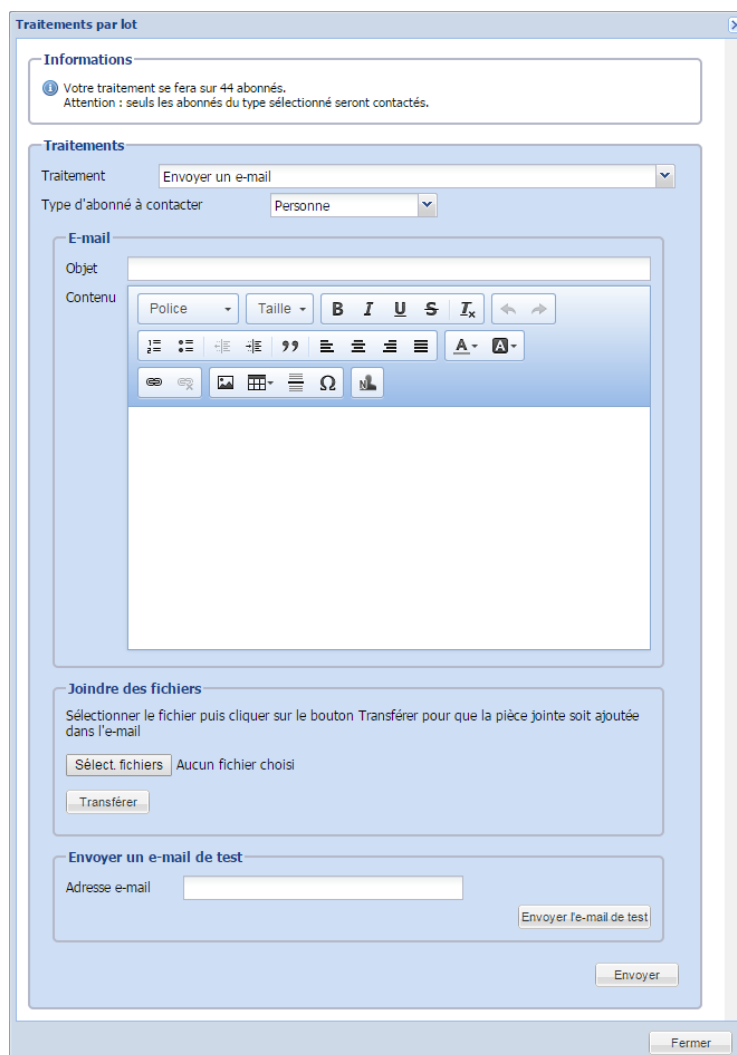 Traitements par lot
Informations
Votre traitement se fera sur 44 abonnés.
Attention : seuls les abonnés du type sélectionné seront contactés.
Traitements
Traitement Envoyer un e-mail
Type d'abonné à contacter Personne
E-mail
Objet
Contenu Police Taille B I U S Tx
A A
Ω N
Joindre des fichiers
Sélectionner le fichier puis cliquer sur le bouton Transférer pour que la pièce jointe soit ajoutée
dans l'e-mail
Sélect. fichiers Aucun fichier choisi
Transférer
Envoyer un e-mail de test
Adresse e-mail
Envoyer l'e-mail de test
Envoyer
Fermer